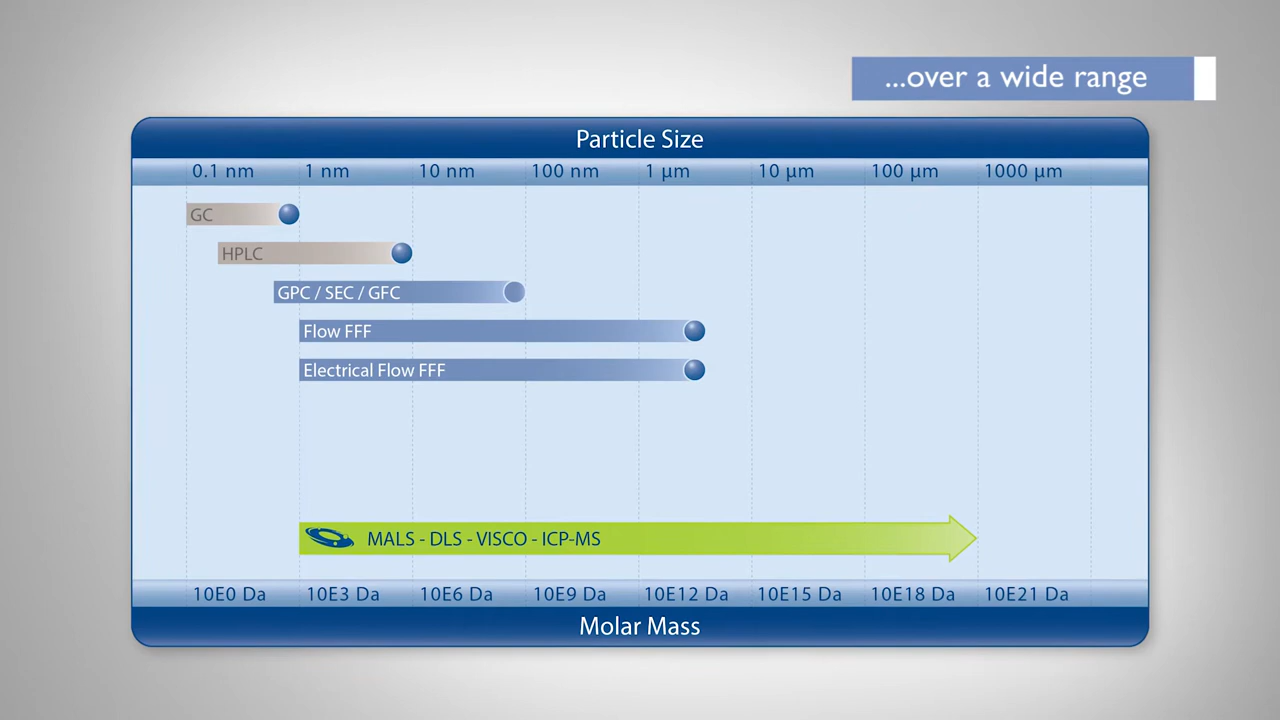 ...over a wide range
Particle Size
0.1 nm 1 nm 10 nm 100 nm 1 µm 10 µm 100 µm 1000 µm
GC
HPLC
GPC / SEC / GFC
Flow FFF
Electrical Flow FFF
MALS - DLS - VISCO - ICP-MS
10E0 Da 10E3 Da 10E6 Da 10E9 Da 10E12 Da 10E15 Da 10E18 Da 10E21 Da
Molar Mass